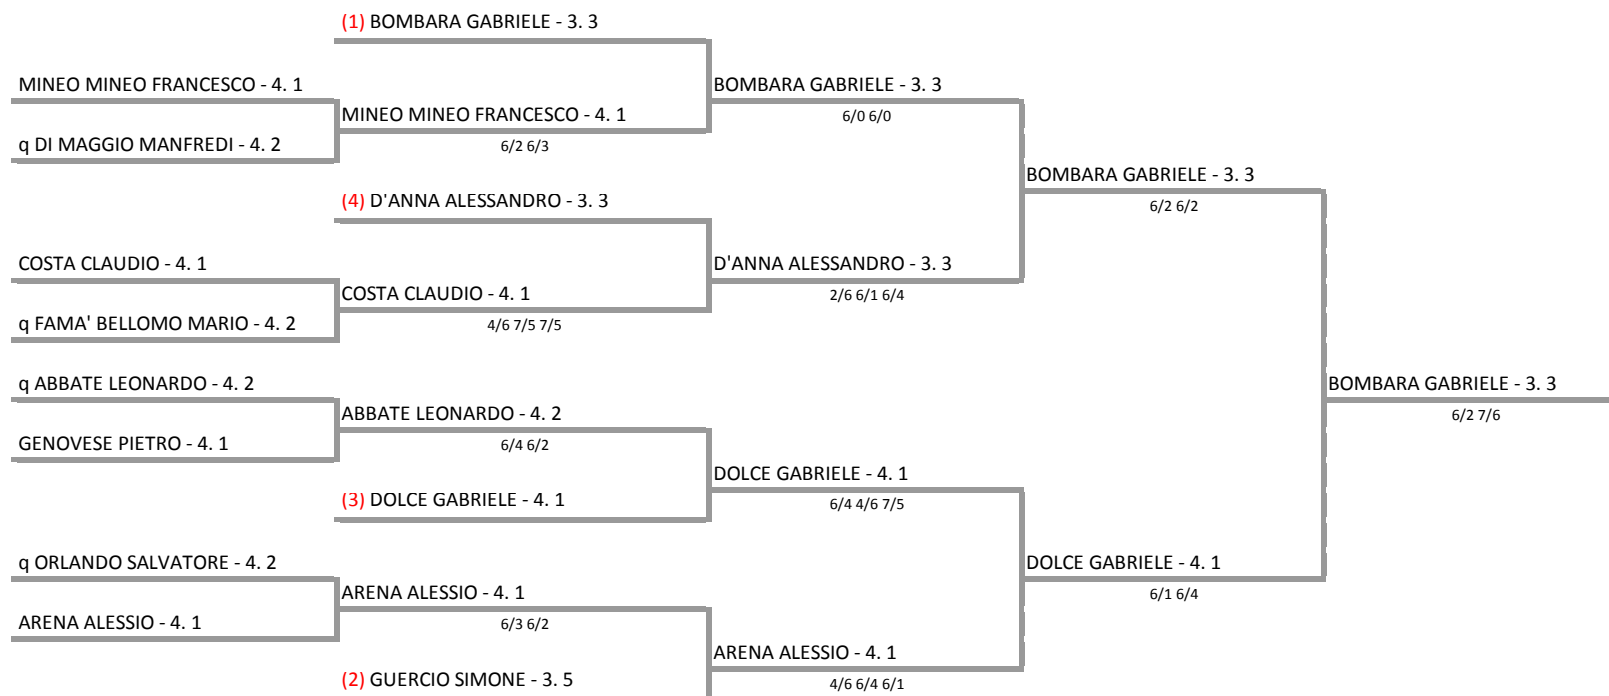 (1) BOMBARA GABRIELE - 3. 3
MINEO MINEO FRANCESCO - 4. 1
BOMBARA GABRIELE - 3. 3
6/0 6/0
MINEO MINEO FRANCESCO - 4. 1
6/2 6/3
q DI MAGGIO MANFREDI - 4. 2
BOMBARA GABRIELE - 3. 3
6/2 6/2
(4) D'ANNA ALESSANDRO - 3. 3
COSTA CLAUDIO - 4. 1
D'ANNA ALESSANDRO - 3. 3
2/6 6/1 6/4
COSTA CLAUDIO - 4. 1
4/6 7/5 7/5
q FAMA' BELLOMO MARIO - 4. 2
q ABBATE LEONARDO - 4. 2
BOMBARA GABRIELE - 3. 3
6/2 7/6
ABBATE LEONARDO - 4. 2
6/4 6/2
GENOVESE PIETRO - 4. 1
DOLCE GABRIELE - 4. 1
6/4 4/6 7/5
(3) DOLCE GABRIELE - 4. 1
q ORLANDO SALVATORE - 4. 2
DOLCE GABRIELE - 4. 1
6/1 6/4
ARENA ALESSIO - 4. 1
6/3 6/2
ARENA ALESSIO - 4. 1
ARENA ALESSIO - 4. 1
4/6 6/4 6/1
(2) GUERCIO SIMONE - 3. 5